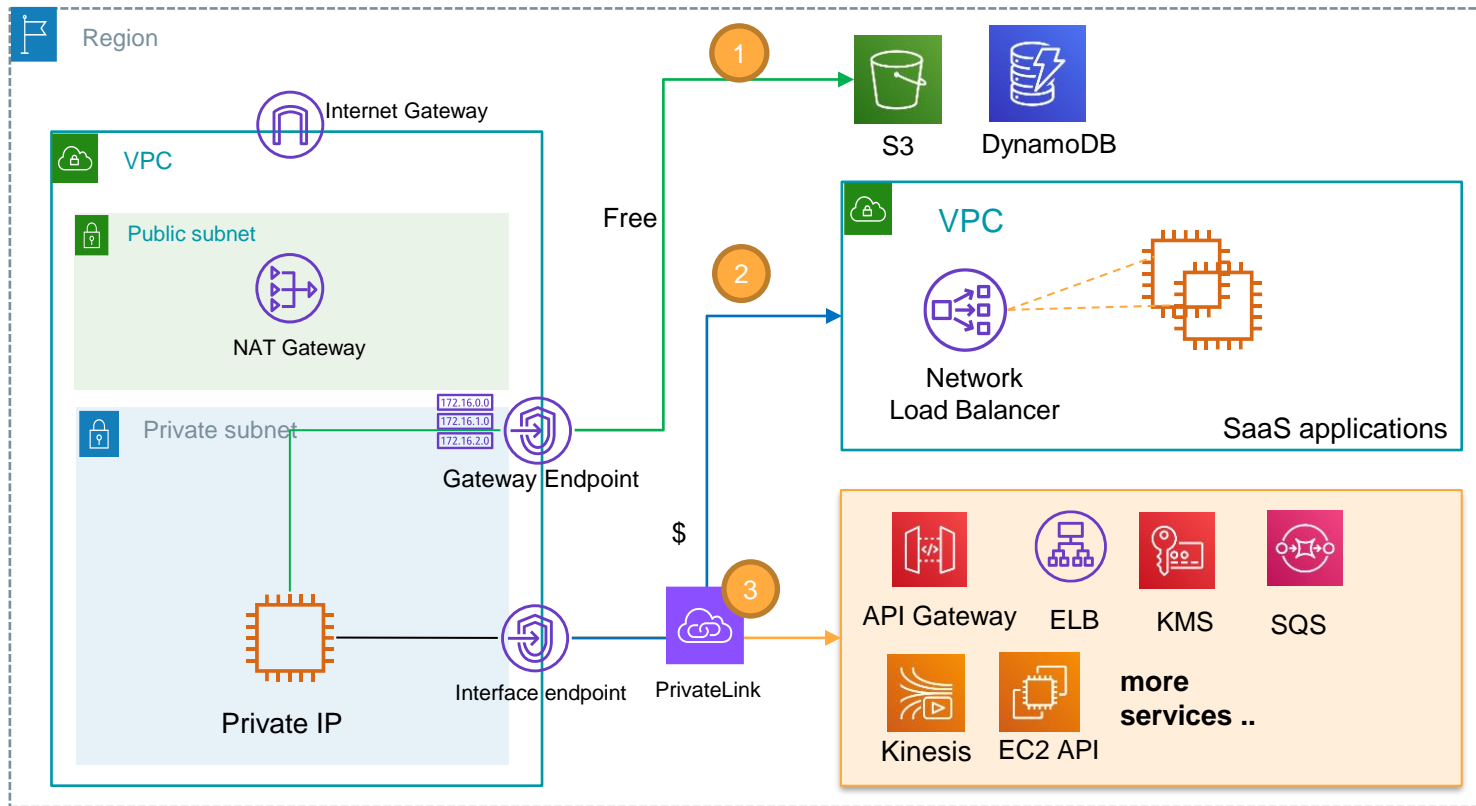 Region
1
Internet Gateway
S3
DynamoDB
VPC
Public subnet
NAT Gateway
Free
2
VPC
Network
Load Balancer
SaaS applications
172.16.0.0
172.16.1.0
172.16.2.0
Private subnet
Gateway Endpoint
$
3
Private IP
Interface endpoint
PrivateLink
API Gateway
ELB
KMS
SQS
Kinesis
EC2 API
more
services ..